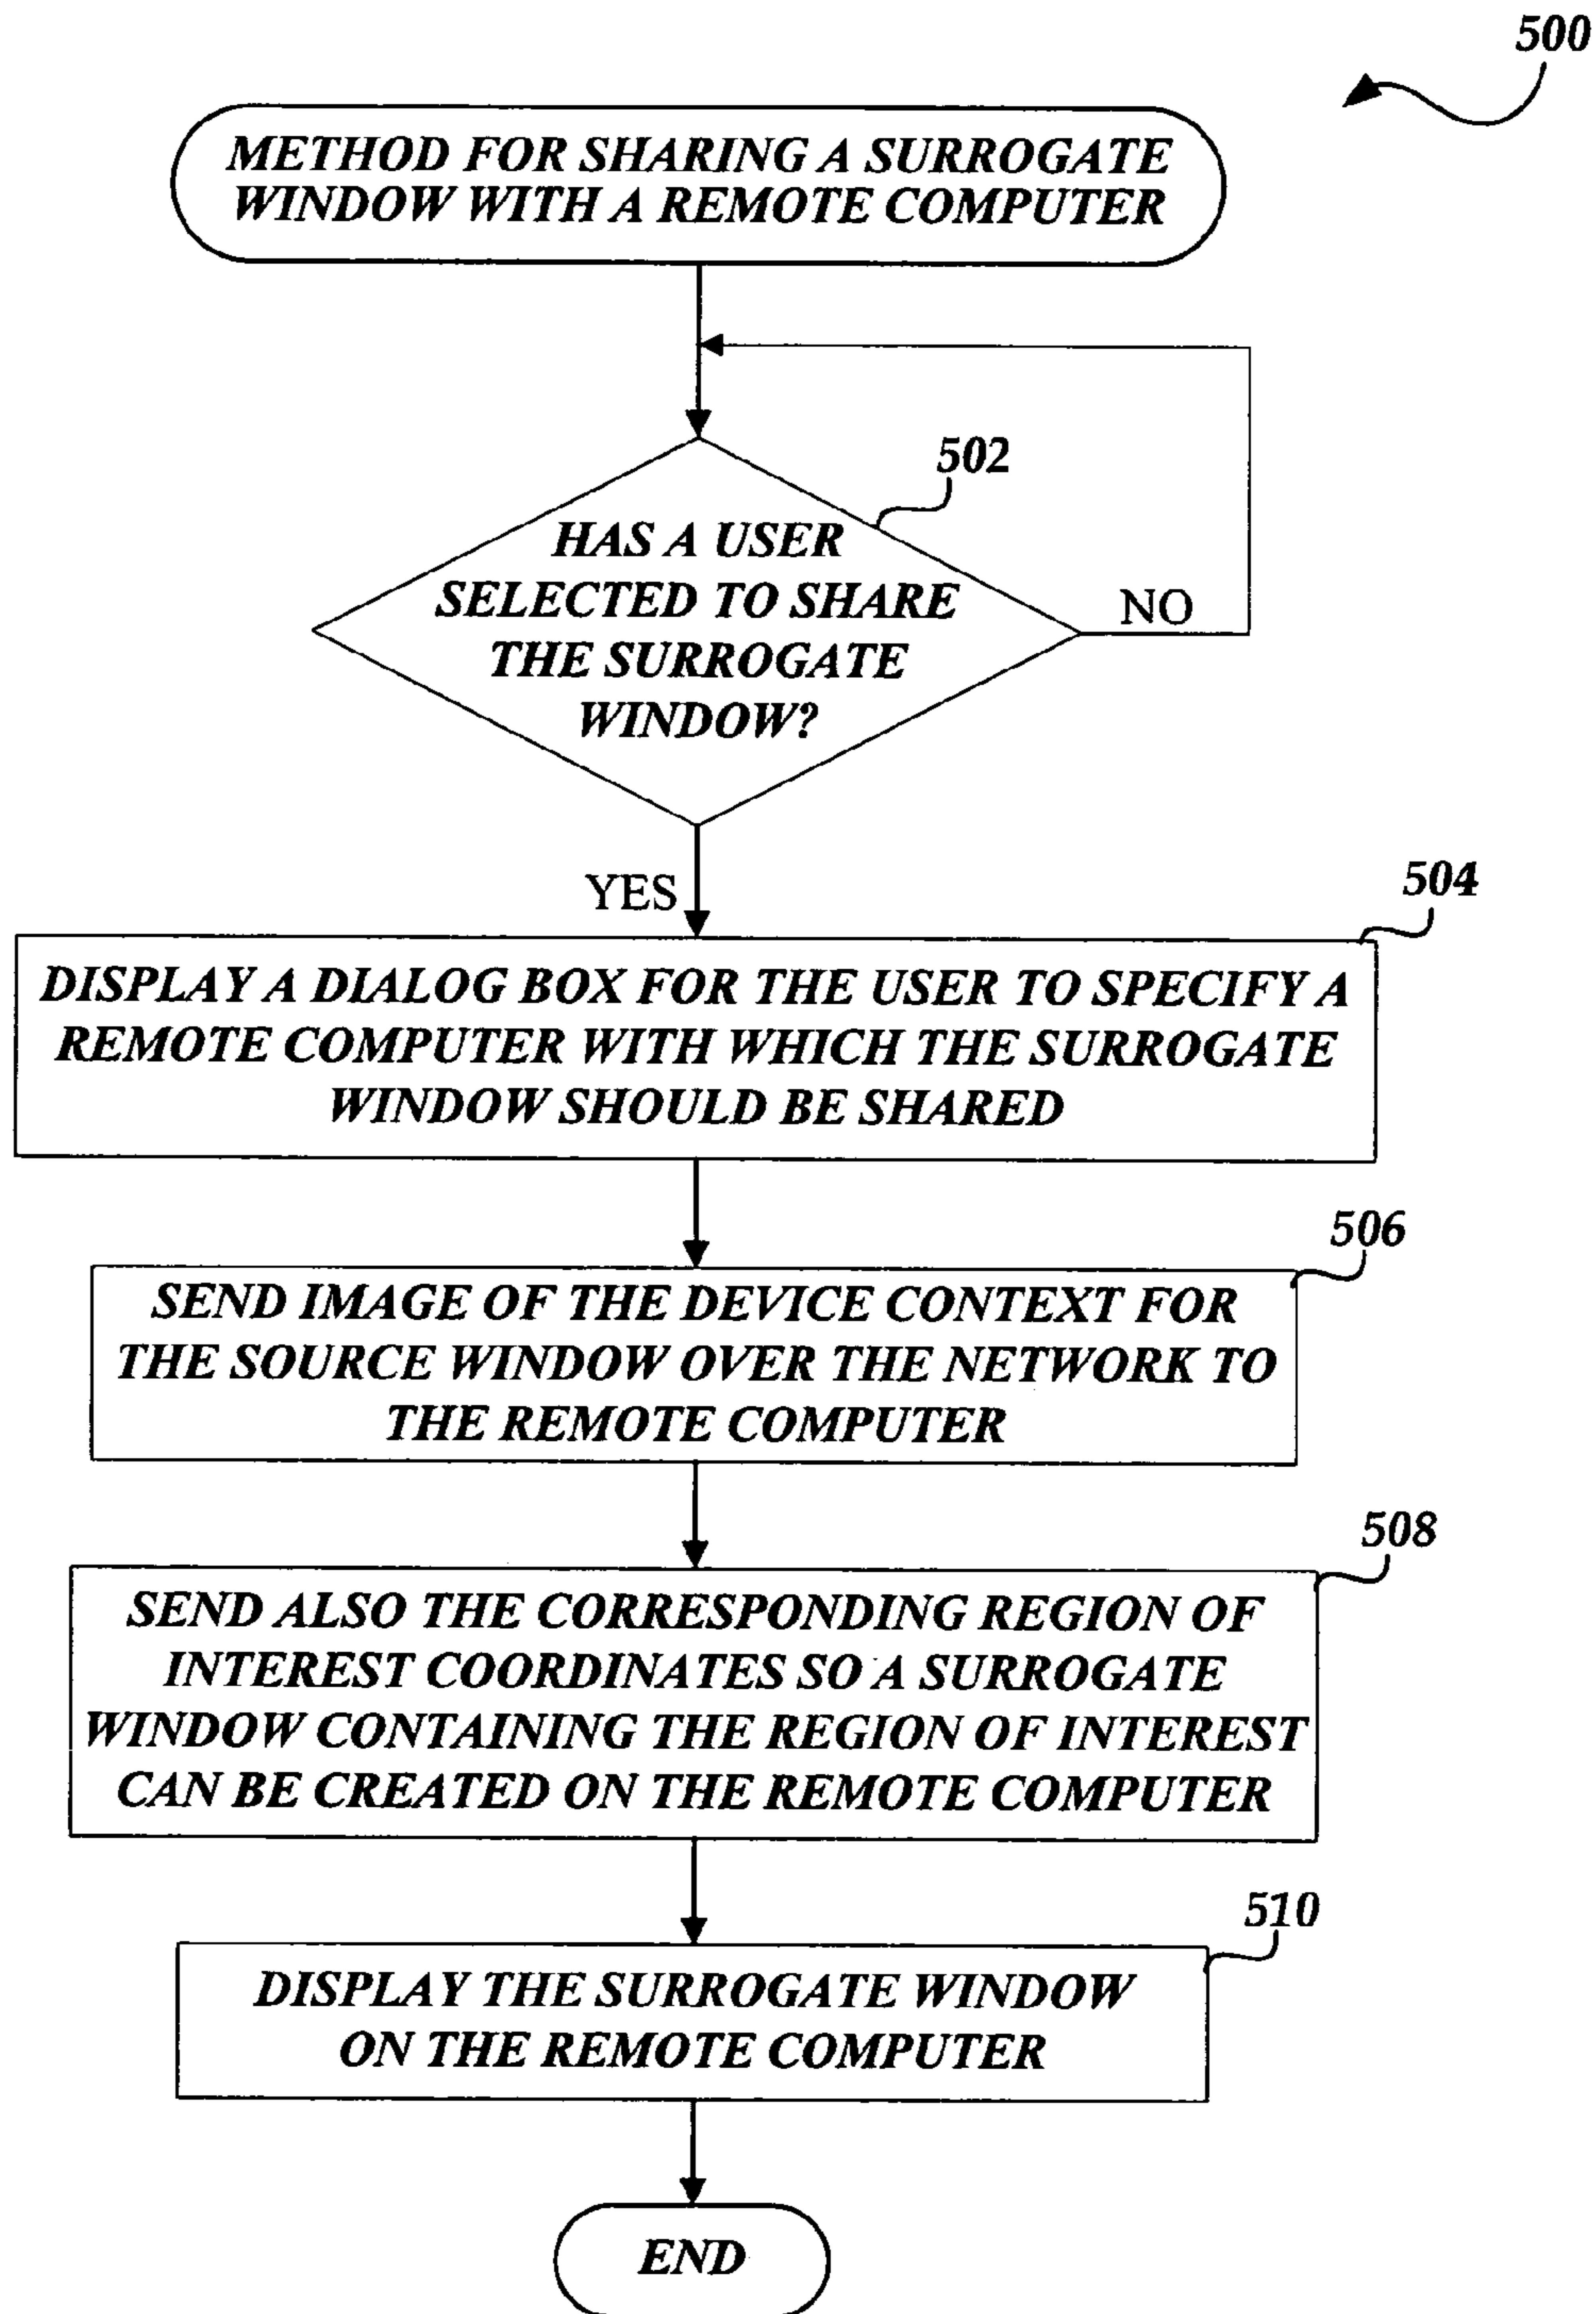 500
METHOD FOR SHARING A SURROGATE
WINDOW WITH A REMOTE COMPUTER
502
HAS A USER
SELECTED TO SHARE
THE SURROGATE
WINDOW?
NO
YES
504
DISPLAY A DIALOG BOX FOR THE USER TO SPECIFY A
REMOTE COMPUTER WITH WHICH THE SURROGATE
WINDOW SHOULD BE SHARED
506
SEND IMAGE OF THE DEVICE CONTEXT FOR
THE SOURCE WINDOW OVER THE NETWORK TO
THE REMOTE COMPUTER
508
SEND ALSO THE CORRESPONDING REGION OF
INTEREST COORDINATES SO A SURROGATE
WINDOW CONTAINING THE REGION OF INTEREST
CAN BE CREATED ON THE REMOTE COMPUTER
510
DISPLAY THE SURROGATE WINDOW
ON THE REMOTE COMPUTER
END